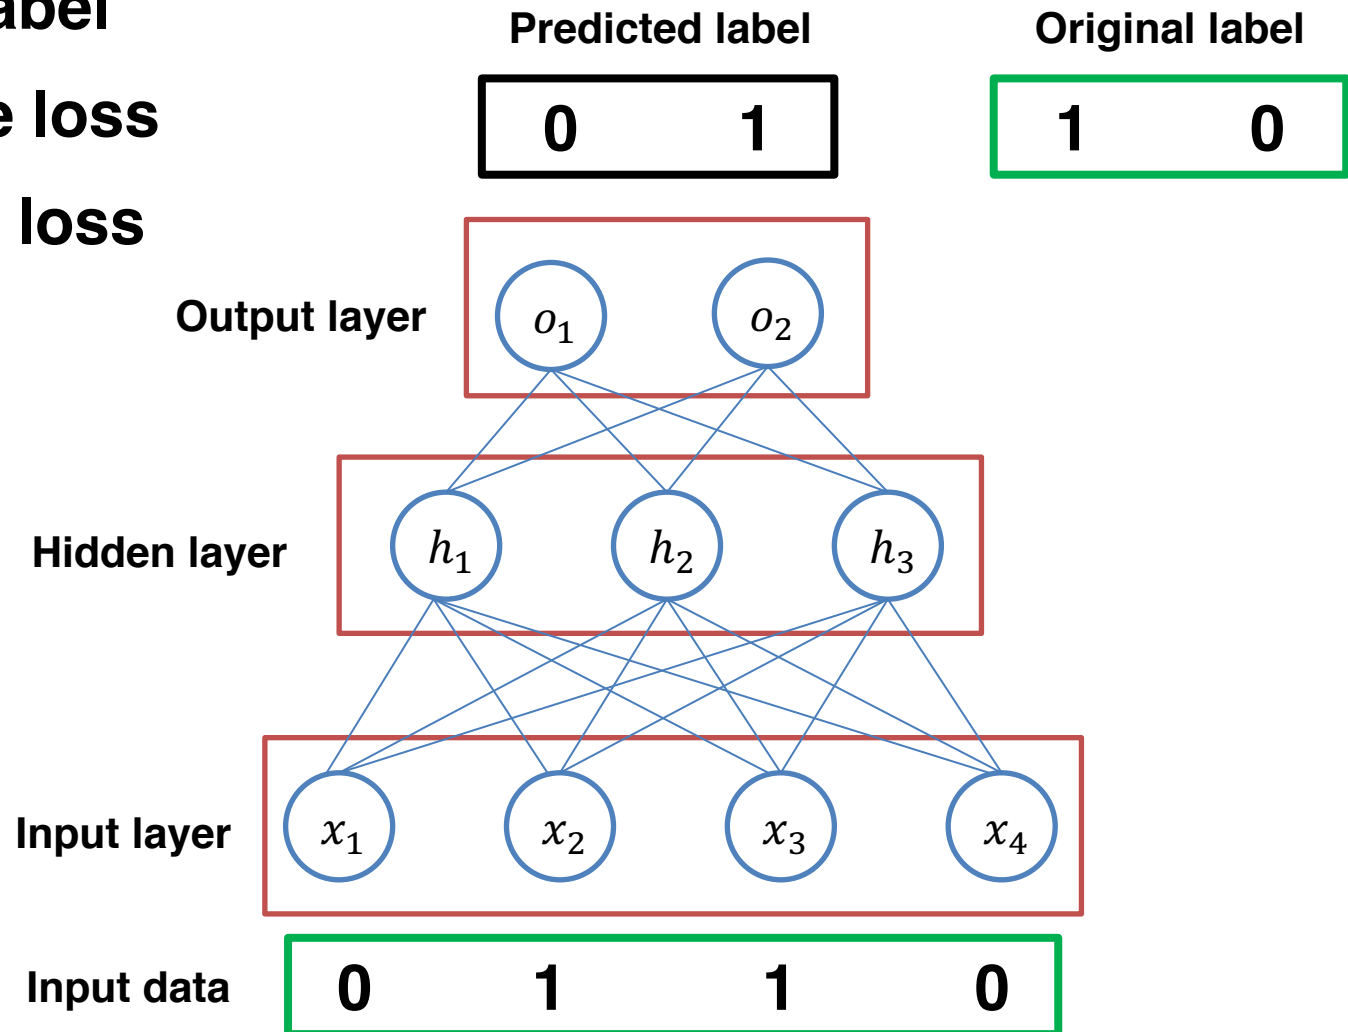 abel
e loss
loss
Predicted label
0 1
Original label
1 0
Output layer
o₁ o₂
Hidden layer
h₁ h₂ h₃
Input layer
x₁ x₂ x₃ x₄
Input data
0 1 1 0